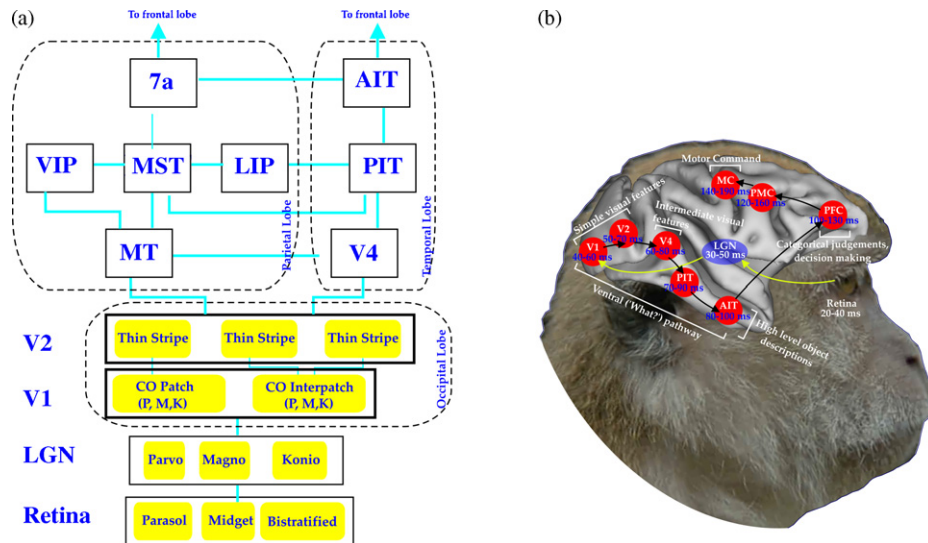 (a)
To frontal lobe
To frontal lobe
7a
AIT
VIP
MST
LIP
PIT
MT
V4
Parietal Lobe
Temporal Lobe
V2
Thin Stripe
Thin Stripe
Thin Stripe
V1
CO Patch
(P, M,K)
CO Interpatch
(P, M,K)
Occipital Lobe
LGN
Parvo
Magno
Konio
Retina
Parasol
Midget
Bistratified
(b)
Motor Command
MC
140-190 ms
PMC
120-160 ms
Simple visual features
Intermediate visual
features
PFC
100-130 ms
Categorical judgements,
decision making
V1
40-60 ms
V2
50-70 ms
V4
60-80 ms
LGN
30-50 ms
PIT
70-90 ms
AIT
80-100 ms
Retina
20-40 ms
Ventral ('What?') pathway
High level object
descriptions